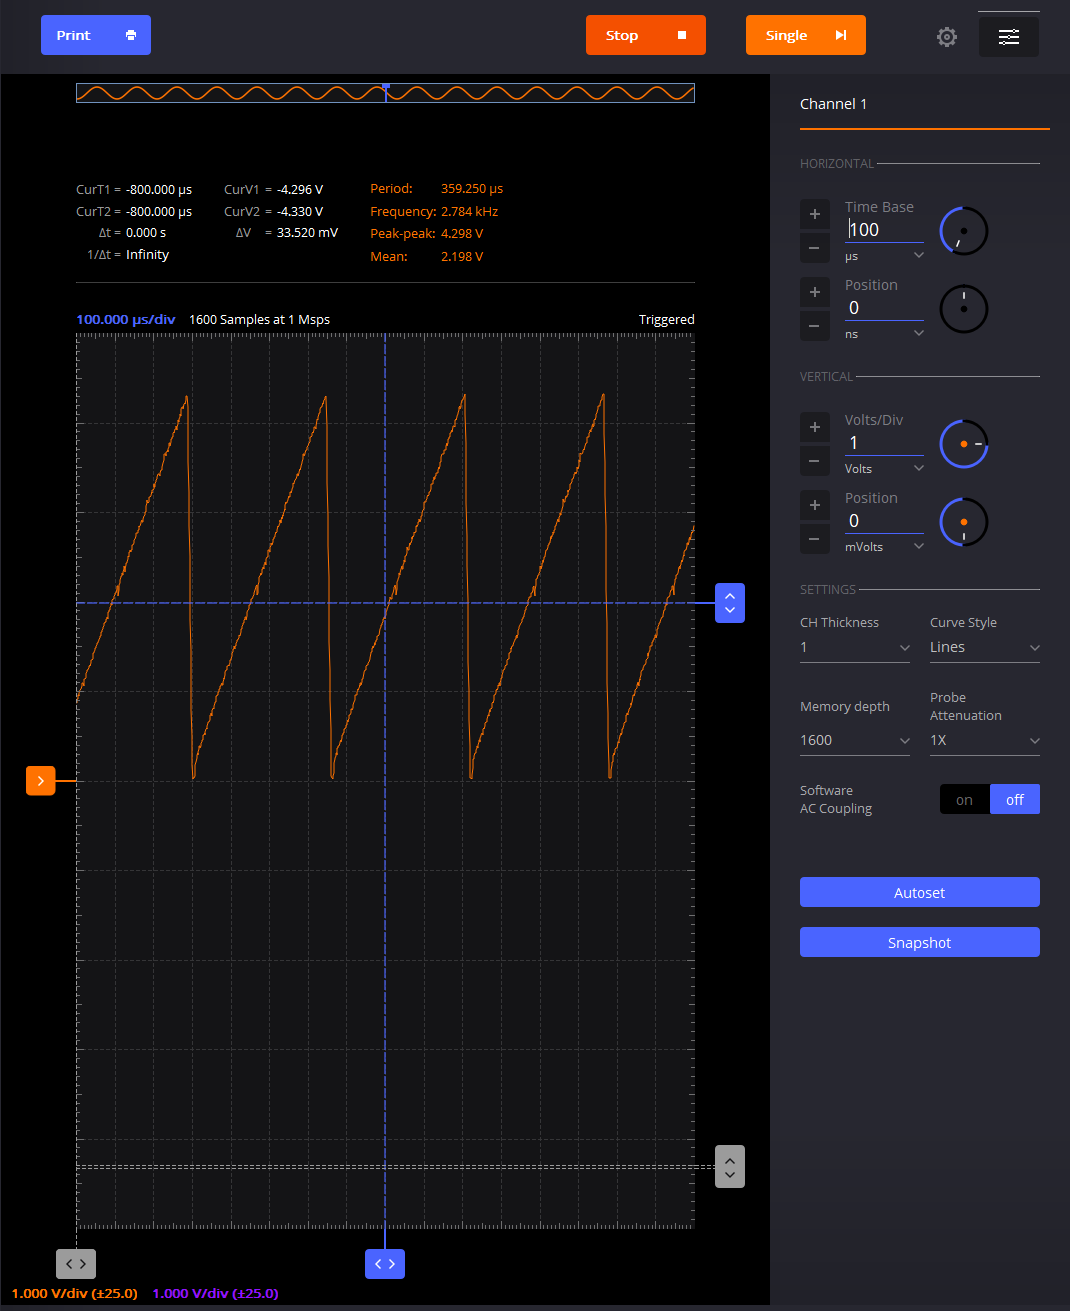 Print
Stop
Single
Channel 1
HORIZONTAL
CurT1 = -800.000 µs CurV1 = -4.296 V Period: 359.250 µs
CurT2 = -800.000 µs CurV2 = -4.330 V Frequency: 2.784 kHz
Δt = 0.000 s ΔV = 33.520 mV Peak-peak: 4.298 V
1/Δt = Infinity Mean: 2.198 V
Time Base
100
µs
Position
0
ns
100.000 µs/div 1600 Samples at 1 Msps Triggered
VERTICAL
Volts/Div
1
Volts
Position
0
mVolts
SETTINGS
CH Thickness Curve Style
1 Lines
Memory depth Probe
Attenuation
1600 1X
Software
AC Coupling on off
Autoset
Snapshot
1.000 V/div (±25.0) 1.000 V/div (±25.0)